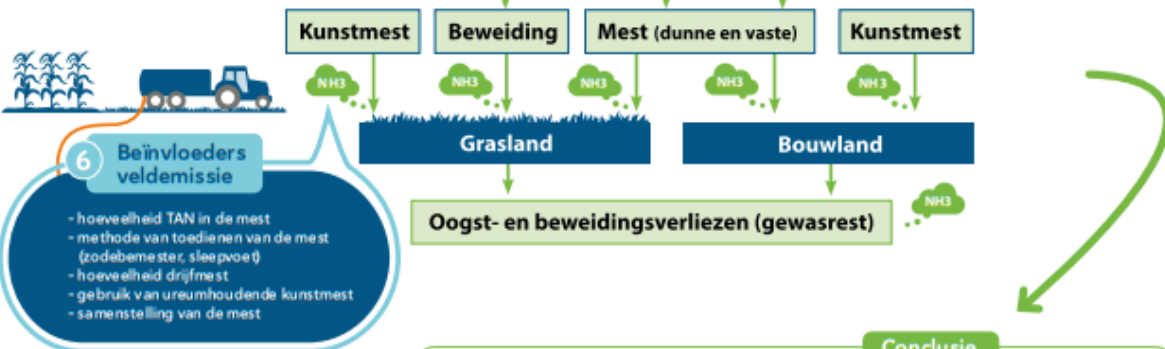 Kunstmest
Beweiding
Mest (dunne en vaste)
Kunstmest
NH3
NH3
NH3
NH3
NH3
Grasland
Bouwland
6
Beïnvloeders
veldemissie
- hoeveelheid TAN in de mest
- methode van toedienen van de mest
(zodebemester, sleepvoet)
- hoeveelheid drijfmest
- gebruik van ureumhoudende kunstmest
- samenstelling van de mest
Oogst- en beweidingsverliezen (gewasrest)
NH3
Conclusie